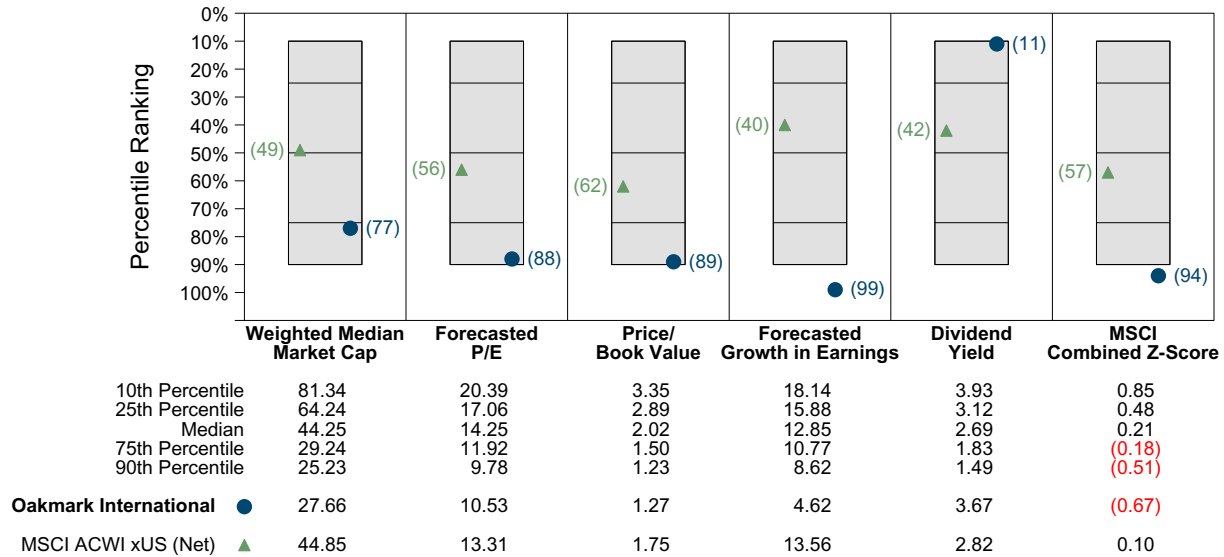 Percentile Ranking
0%
10%
20%
30%
40%
50%
60%
70%
80%
90%
100%
(49)
(77)
(56)
(88)
(62)
(89)
(40)
(99)
(11)
(42)
(57)
(94)
Weighted Median
Market Cap
Forecasted
P/E
Price/
Book Value
Forecasted
Growth in Earnings
Dividend
Yield
MSCI
Combined Z-Score
10th Percentile 81.34 20.39 3.35 18.14 3.93 0.85
25th Percentile 64.24 17.06 2.89 15.88 3.12 0.48
Median 44.25 14.25 2.02 12.85 2.69 0.21
75th Percentile 29.24 11.92 1.50 10.77 1.83 (0.18)
90th Percentile 25.23 9.78 1.23 8.62 1.49 (0.51)
Oakmark International 27.66 10.53 1.27 4.62 3.67 (0.67)
MSCI ACWI xUS (Net) 44.85 13.31 1.75 13.56 2.82 0.10